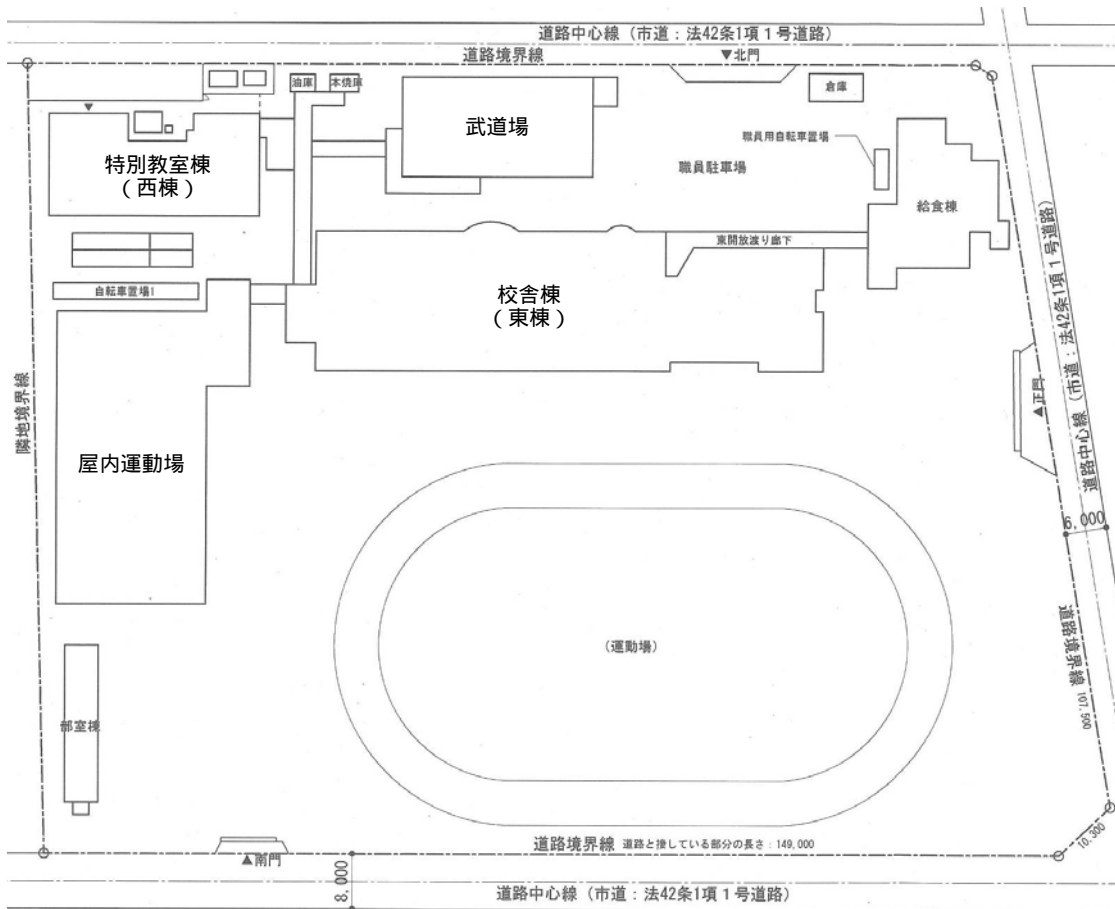 道路中心線（市道：法42条1項１号道路）
道路境界線
▼北門
油庫
本焼庫
倉庫
武道場
特別教室棟
（西棟）
職員用自転車置場
職員駐車場
給食棟
東開放渡り廊下
自転車置場1
校舎棟
（東棟）
道路中心線（市道：法42条1項１号道路）
隣地境界線
▲正門
屋内運動場
6,000
（運動場）
道路境界線 107,500
部室棟
10,300
道路境界線 道路と接している部分の長さ：149,000
▲南門
8,000
道路中心線（市道：法42条1項１号道路）